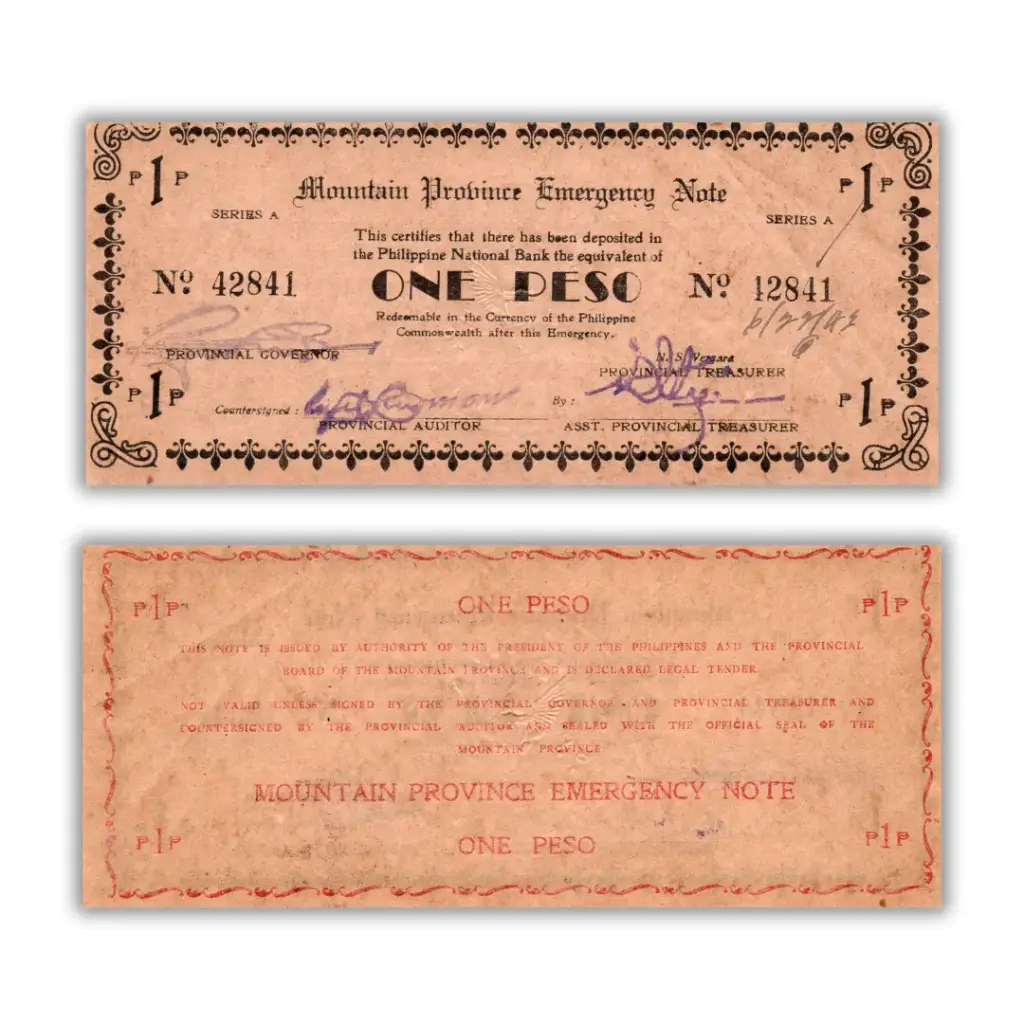 ₱ 1 ₱ Mountain Province Emergency Note ₱ 1 ₱
SERIES A SERIES A
This certifies that there has been deposited in
the Philippine National Bank the equivalent of
Nº 42841 ONE PESO Nº 42841
Redeemable in the Currency of the Philippine
Commonwealth after this Emergency.
6/22/42
PROVINCIAL GOVERNOR
N. S. Vergara
PROVINCIAL TREASURER
₱ 1 ₱ ₱ 1 ₱
Countersigned : By :
PROVINCIAL AUDITOR ASST. PROVINCIAL TREASURER
₱1₱ ONE PESO ₱1₱
THIS NOTE IS ISSUED BY AUTHORITY OF THE PRESIDENT OF THE PHILIPPINES AND THE PROVINCIAL
BOARD OF THE MOUNTAIN PROVINCE AND IS DECLARED LEGAL TENDER.
NOT VALID UNLESS SIGNED BY THE PROVINCIAL GOVERNOR AND PROVINCIAL TREASURER AND
COUNTERSIGNED BY THE PROVINCIAL AUDITOR AND SEALED WITH THE OFFICIAL SEAL OF THE
MOUNTAIN PROVINCE
MOUNTAIN PROVINCE EMERGENCY NOTE
₱1₱ ONE PESO ₱1₱